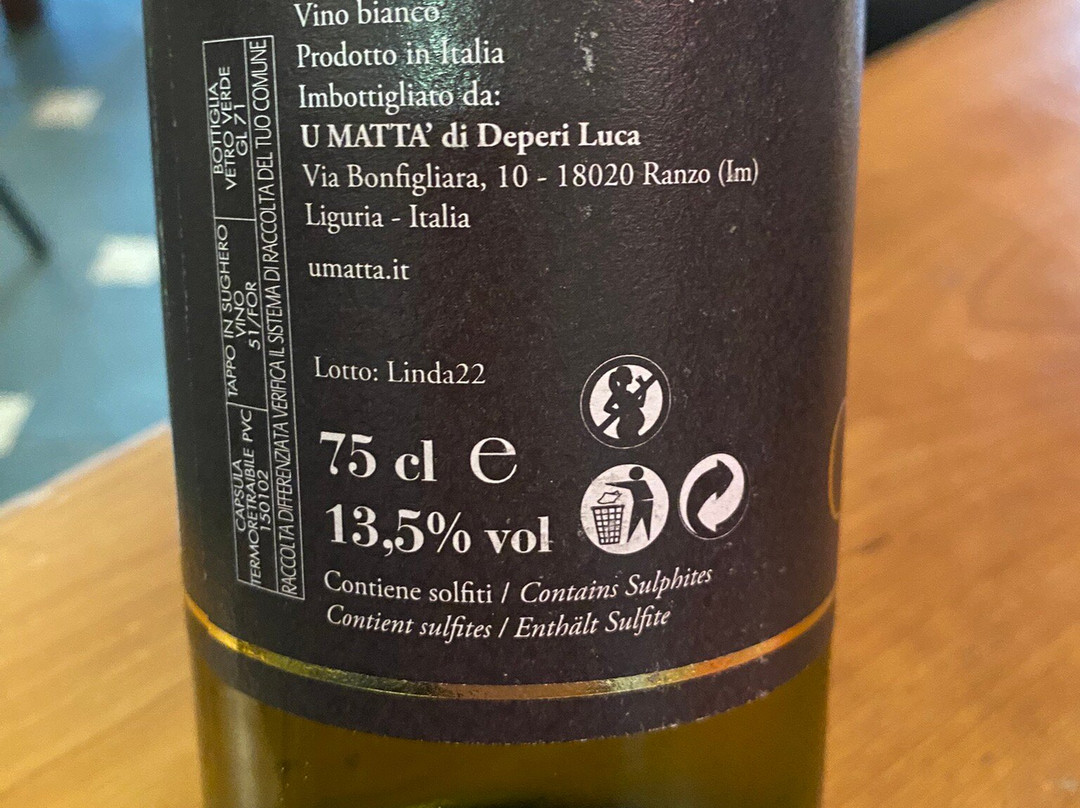 Vino bianco
Prodotto in Italia
Imbottigliato da:
U MATTA’ di Deperi Luca
Via Bonfigliara, 10 - 18020 Ranzo (Im)
Liguria - Italia
umatta.it
Lotto: Linda22
75 cl e
13,5% vol
Contiene solfiti / Contains Sulphites
Contient sulfites / Enthält Sulfite
BOTTIGLIA
VETRO VERDE
GL 71
TAPPO IN SUGHERO
VINO
51/FOR
CAPSULA
TERMORETRAIBILE PVC
150102
RACCOLTA DIFFERENZIATA VERIFICA IL SISTEMA DI RACCOLTA DEL TUO COMUNE